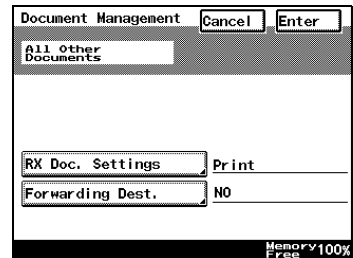 Document Management
Cancel
Enter
All Other
Documents
RX Doc. Settings
Print
Forwarding Dest.
NO
Memory
Free
100%